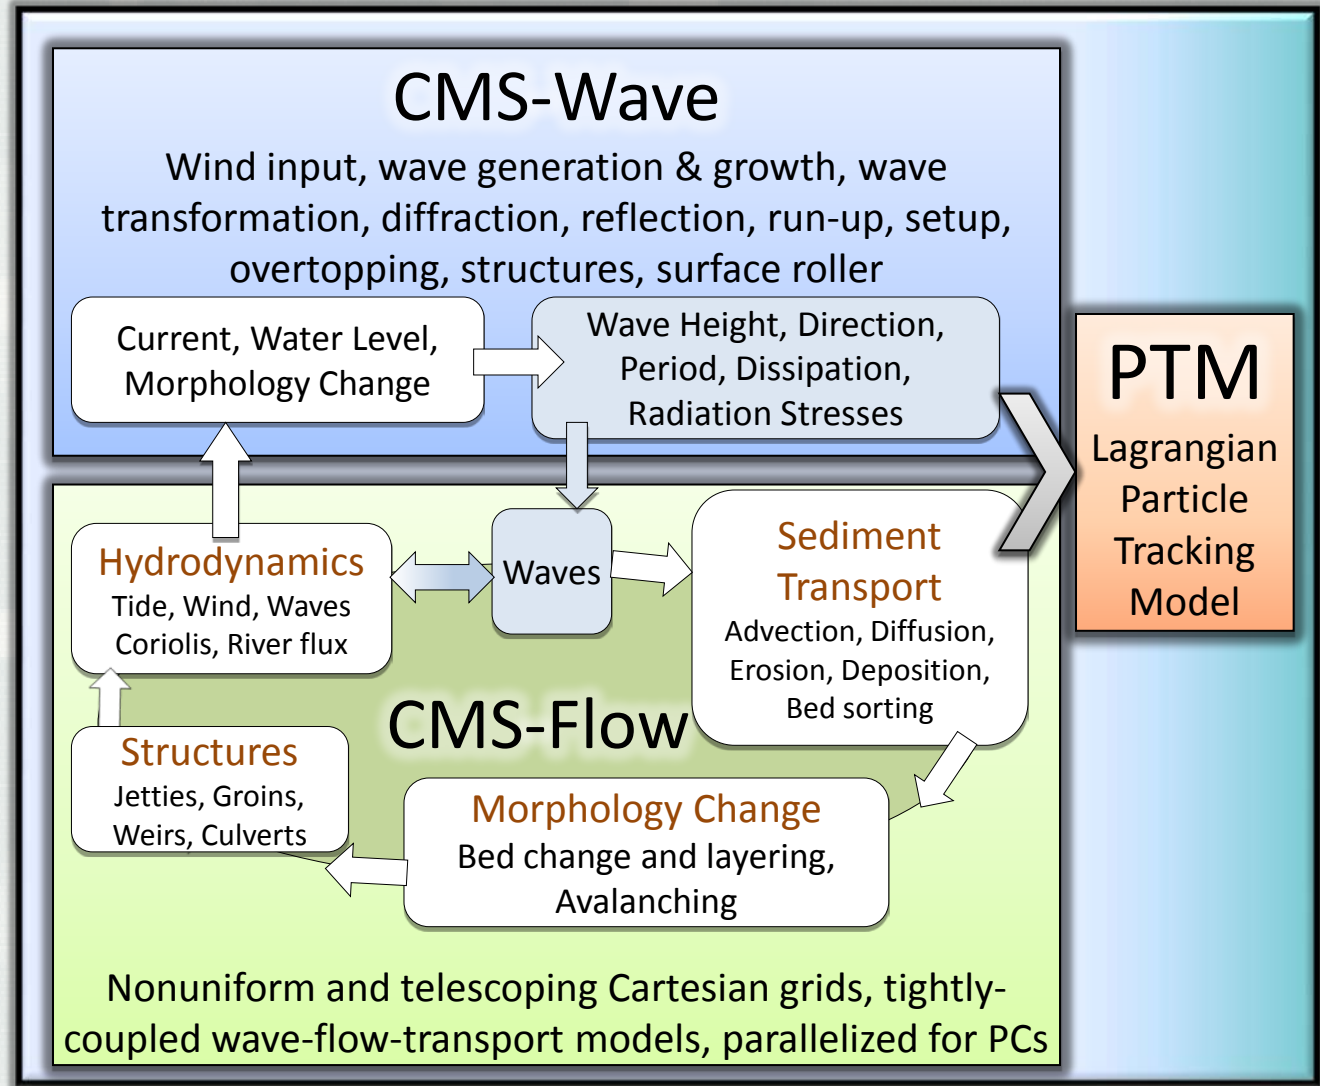 CMS-Wave
Wind input, wave generation & growth, wave
transformation, diffraction, reflection, run-up, setup,
overtopping, structures, surface roller
Current, Water Level,
Morphology Change
Wave Height, Direction,
Period, Dissipation,
Radiation Stresses
PTM
Lagrangian
Particle
Tracking
Model
Hydrodynamics
Tide, Wind, Waves
Coriolis, River flux
Waves
Sediment
Transport
Advection, Diffusion,
Erosion, Deposition,
Bed sorting
CMS-Flow
Structures
Jetties, Groins,
Weirs, Culverts
Morphology Change
Bed change and layering,
Avalanching
Nonuniform and telescoping Cartesian grids, tightly-
coupled wave-flow-transport models, parallelized for PCs